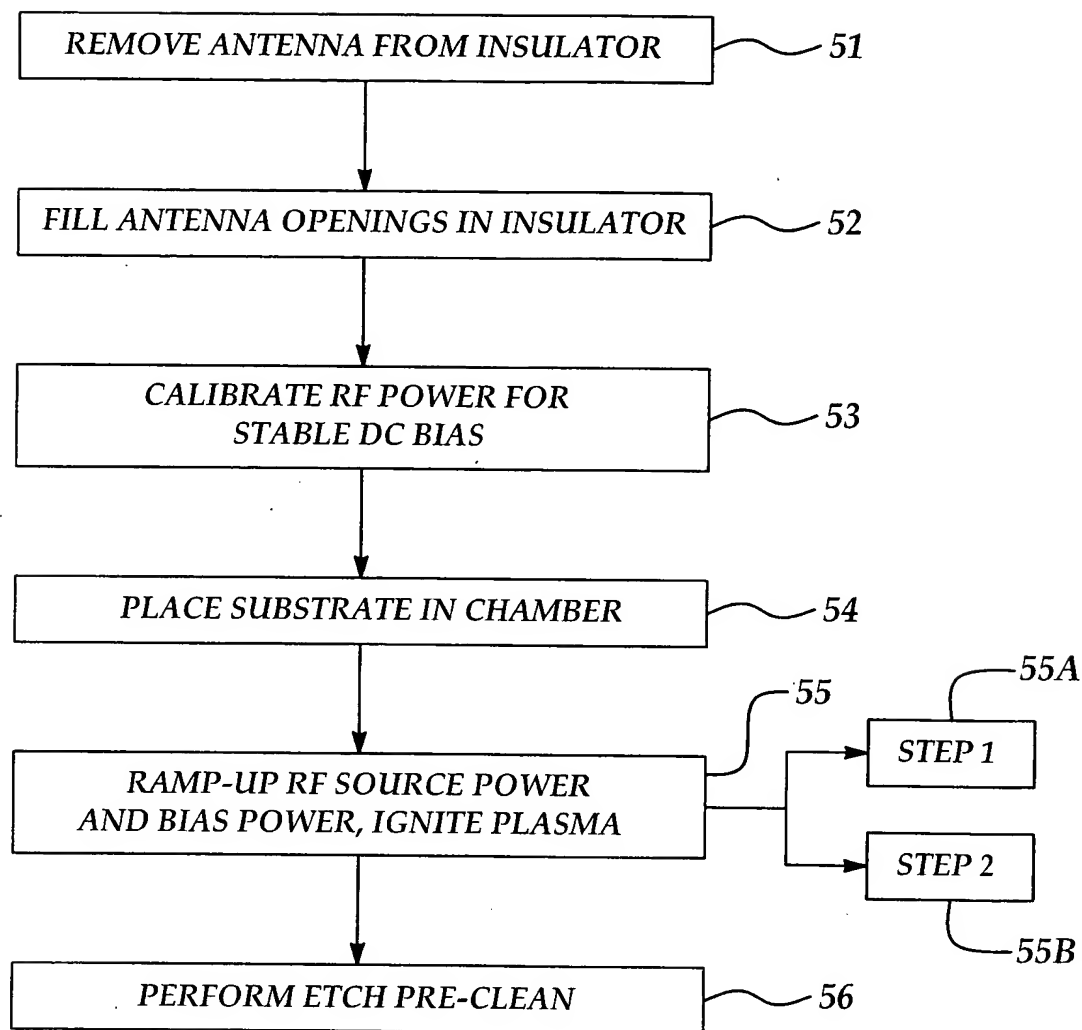 REMOVE ANTENNA FROM INSULATOR
51
FILL ANTENNA OPENINGS IN INSULATOR
52
CALIBRATE RF POWER FOR
STABLE DC BIAS
53
PLACE SUBSTRATE IN CHAMBER
54
55
RAMP-UP RF SOURCE POWER
AND BIAS POWER, IGNITE PLASMA
55A
STEP 1
STEP 2
55B
PERFORM ETCH PRE-CLEAN
56